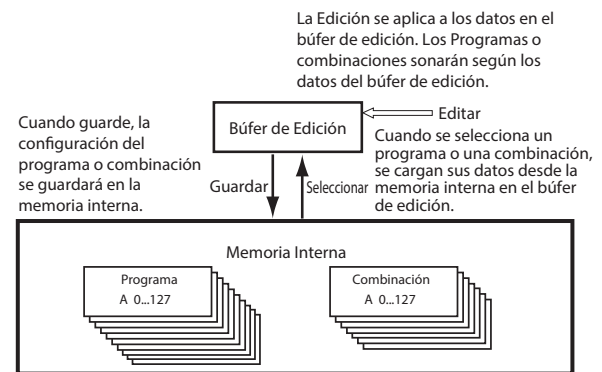 La Edición se aplica a los datos en el
búfer de edición. Los Programas o
combinaciones sonarán según los
datos del búfer de edición.
Editar
Búfer de Edición
Cuando guarde, la
configuración del
programa o combinación
se guardará en la
memoria interna.
Cuando se selecciona un
programa o una combinación,
se cargan sus datos desde la
memoria interna en el búfer
de edición.
Guardar
Seleccionar
Memoria Interna
Programa
A 0...127
Combinación
A 0...127